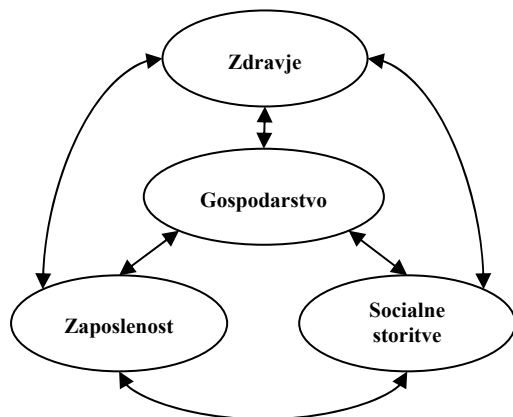 Zdravje
Gospodarstvo
Zaposlenost
Socialne
storitve